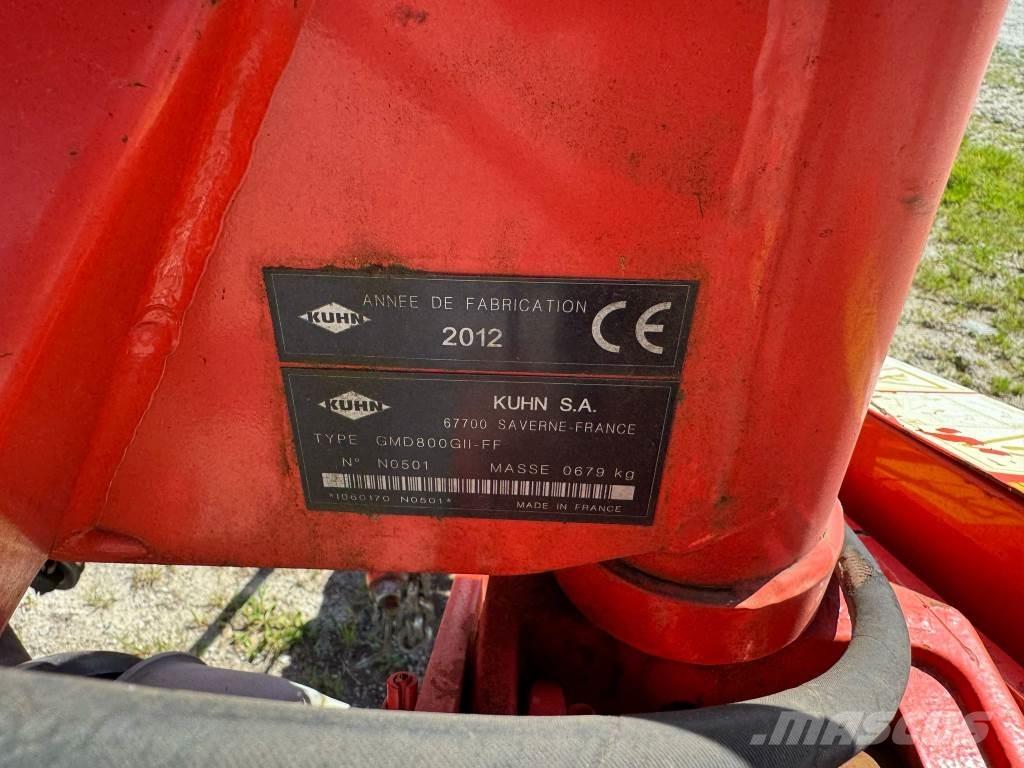 KUHN
ANNEE DE FABRICATION
2012
CE
KUHN
KUHN S.A.
67700 SAVERNE-FRANCE
TYPE GMD800GII-FF
N° N0501 MASSE 0679 kg
*1060170 N0501*
MADE IN FRANCE
MASCUS